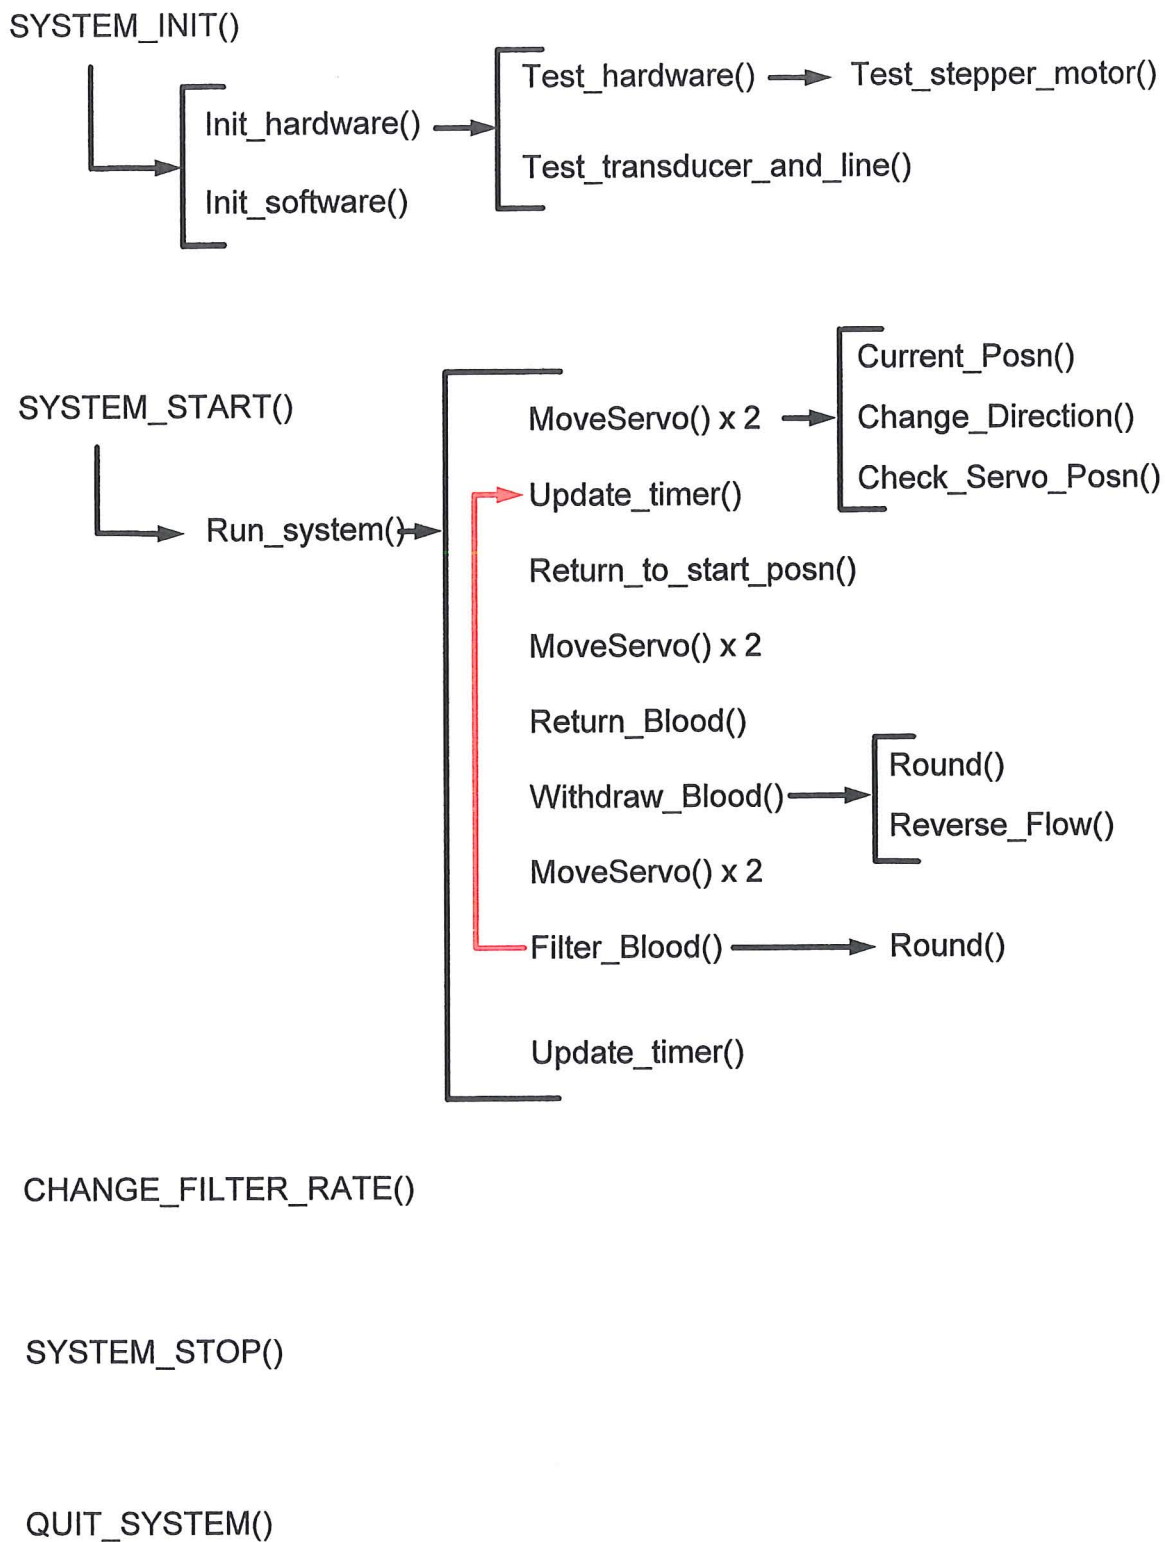 SYSTEM_INIT()
Init_hardware()
Init_software()
Test_hardware()
Test_stepper_motor()
Test_transducer_and_line()
SYSTEM_START()
Run_system()
MoveServo() x 2
Current_Posn()
Change_Direction()
Check_Servo_Posn()
Update_timer()
Return_to_start_posn()
MoveServo() x 2
Return_Blood()
Withdraw_Blood()
Round()
Reverse_Flow()
MoveServo() x 2
Filter_Blood()
Round()
Update_timer()
CHANGE_FILTER_RATE()
SYSTEM_STOP()
QUIT_SYSTEM()